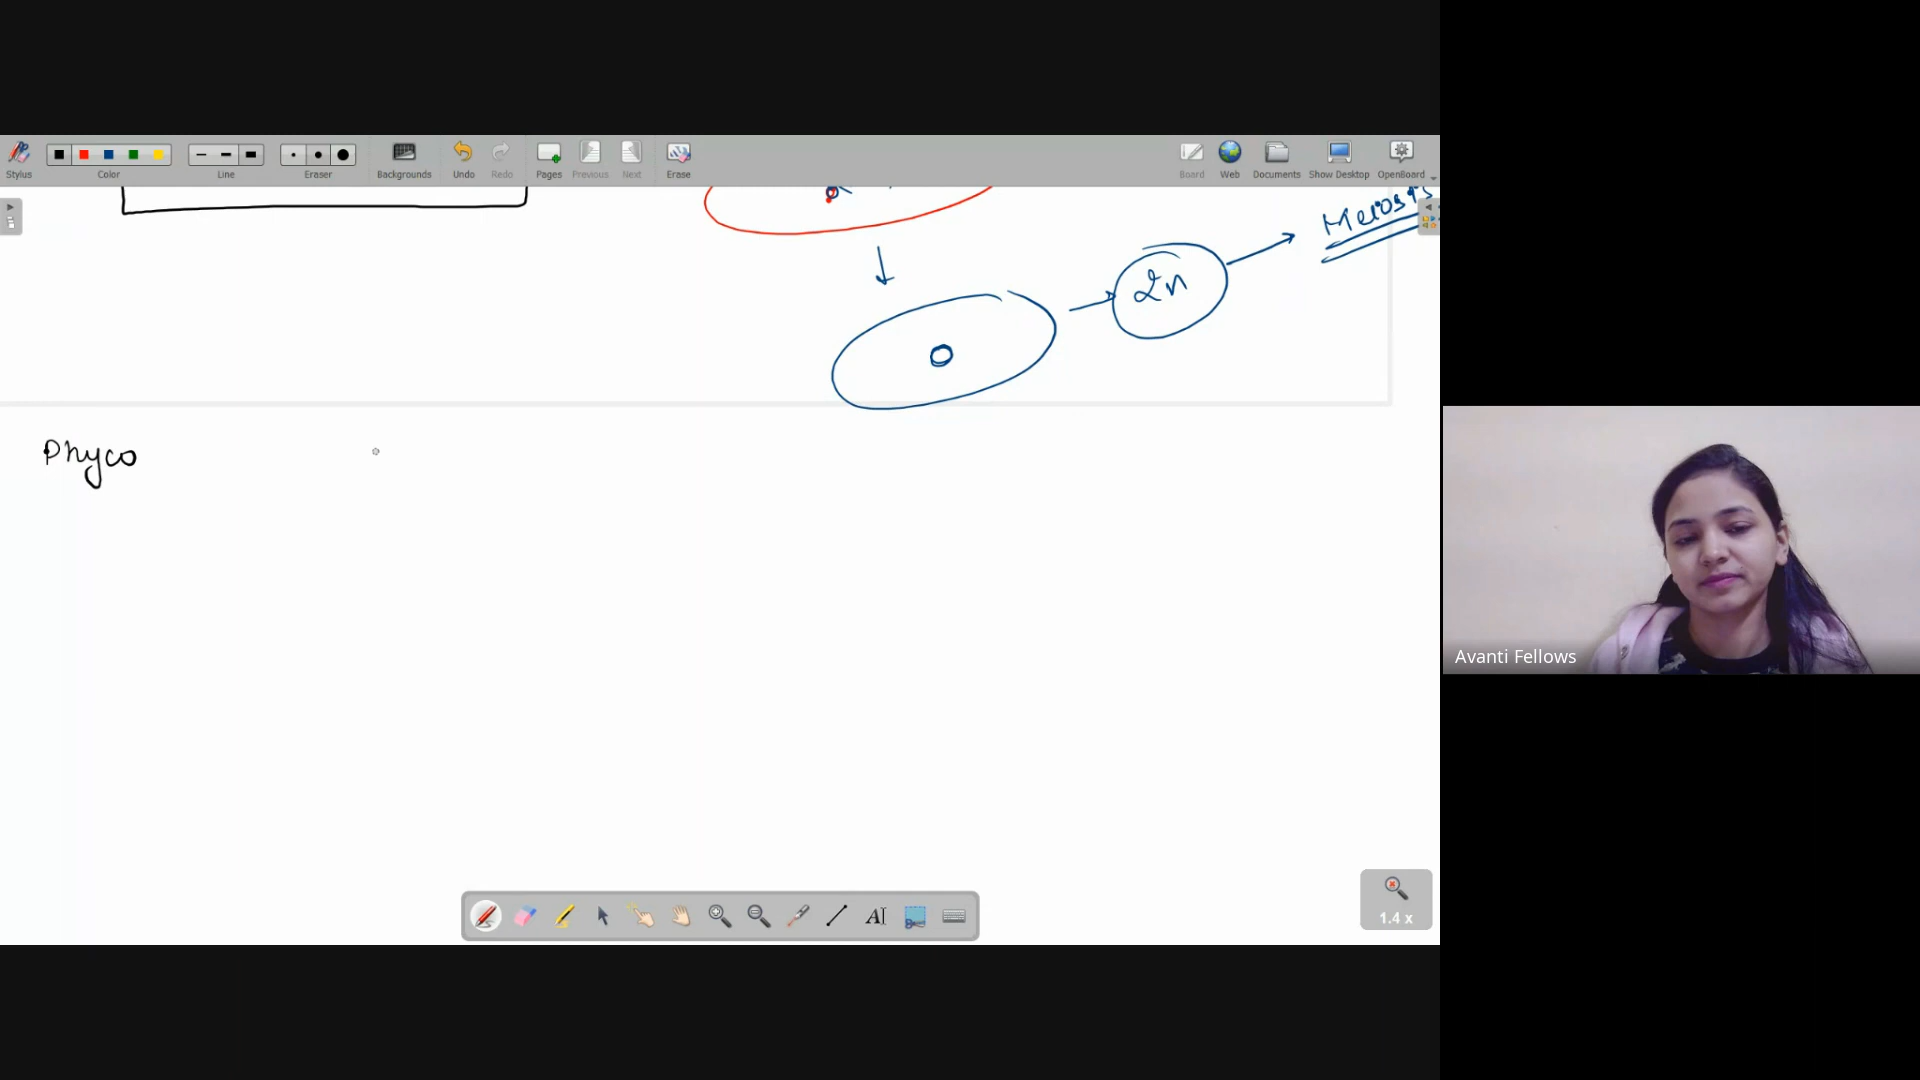 Stylus
Color
Line
Eraser
Backgrounds
Undo
Redo
Pages
Previous
Next
Erase
Board
Web
Documents
Show Desktop
OpenBoard
Meiosis
2n
Phyco
Avanti Fellows
AI
1.4 x